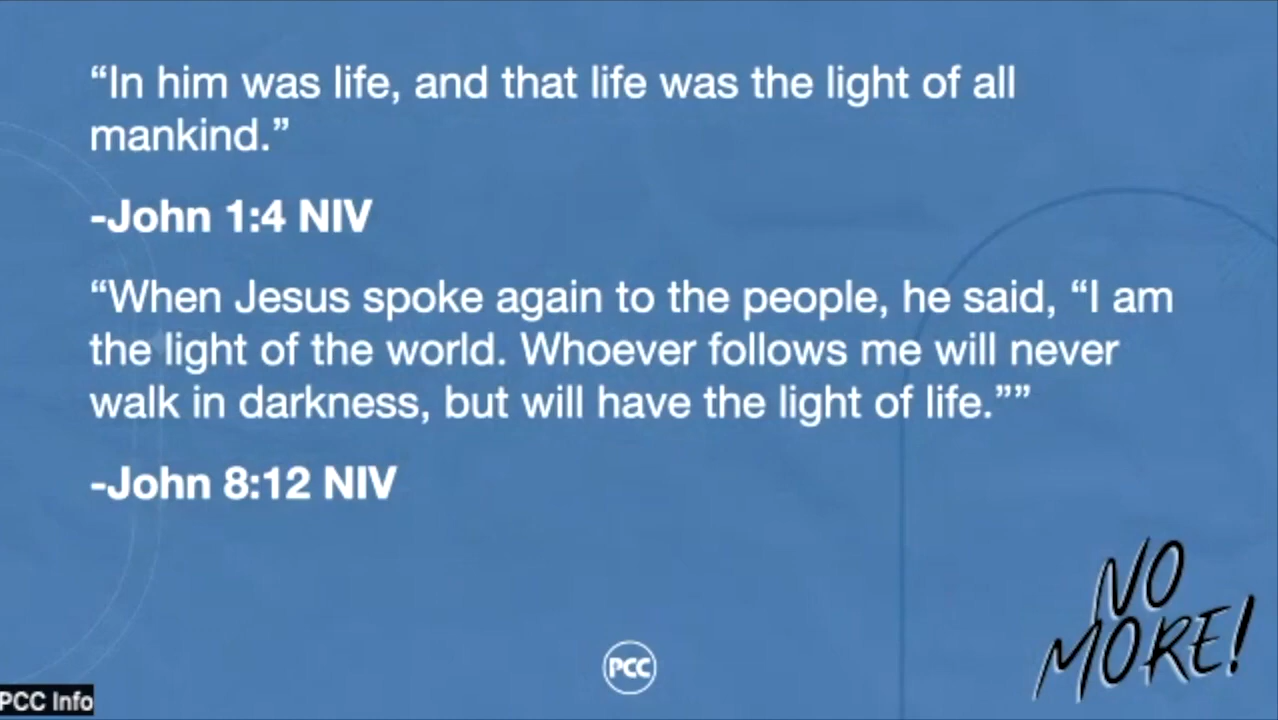 “In him was life, and that life was the light of all
mankind.”
-John 1:4 NIV
“When Jesus spoke again to the people, he said, “I am
the light of the world. Whoever follows me will never
walk in darkness, but will have the light of life.””
-John 8:12 NIV
NO
MORE!
PCC
PCC Info